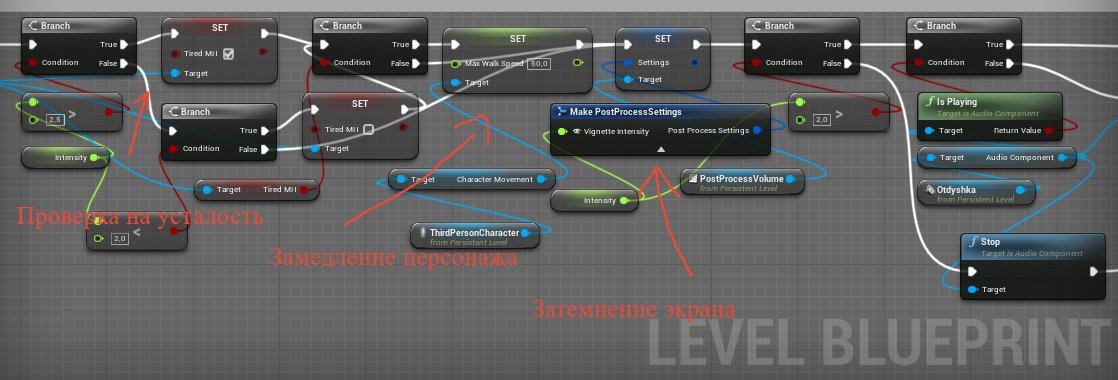 Branch
True
Condition
False
SET
Tired MII
Target
Branch
True
Condition
False
SET
Max Walk Speed 50,0
Target
SET
Settings
Target
Branch
True
Condition
False
Branch
True
Condition
False
2,5 >
Intensity
Branch
True
Condition
False
SET
Tired MII
Target
Make PostProcessSettings
Vignette Intensity
Post Process Settings
2,0 >
Is Playing
Target is Audio Component
Target
Return Value
Target
Audio Component
Target
Tired MII
Target
Character Movement
PostProcessVolume
from Persistent Level
Intensity
Otdyshka
from Persistent Level
Проверка на усталость
2,0 <
ThirdPersonCharacter
from Persistent Level
Замедление персонажа
Stop
Target is Audio Component
Target
Затемнение экрана
LEVEL BLUEPRINT